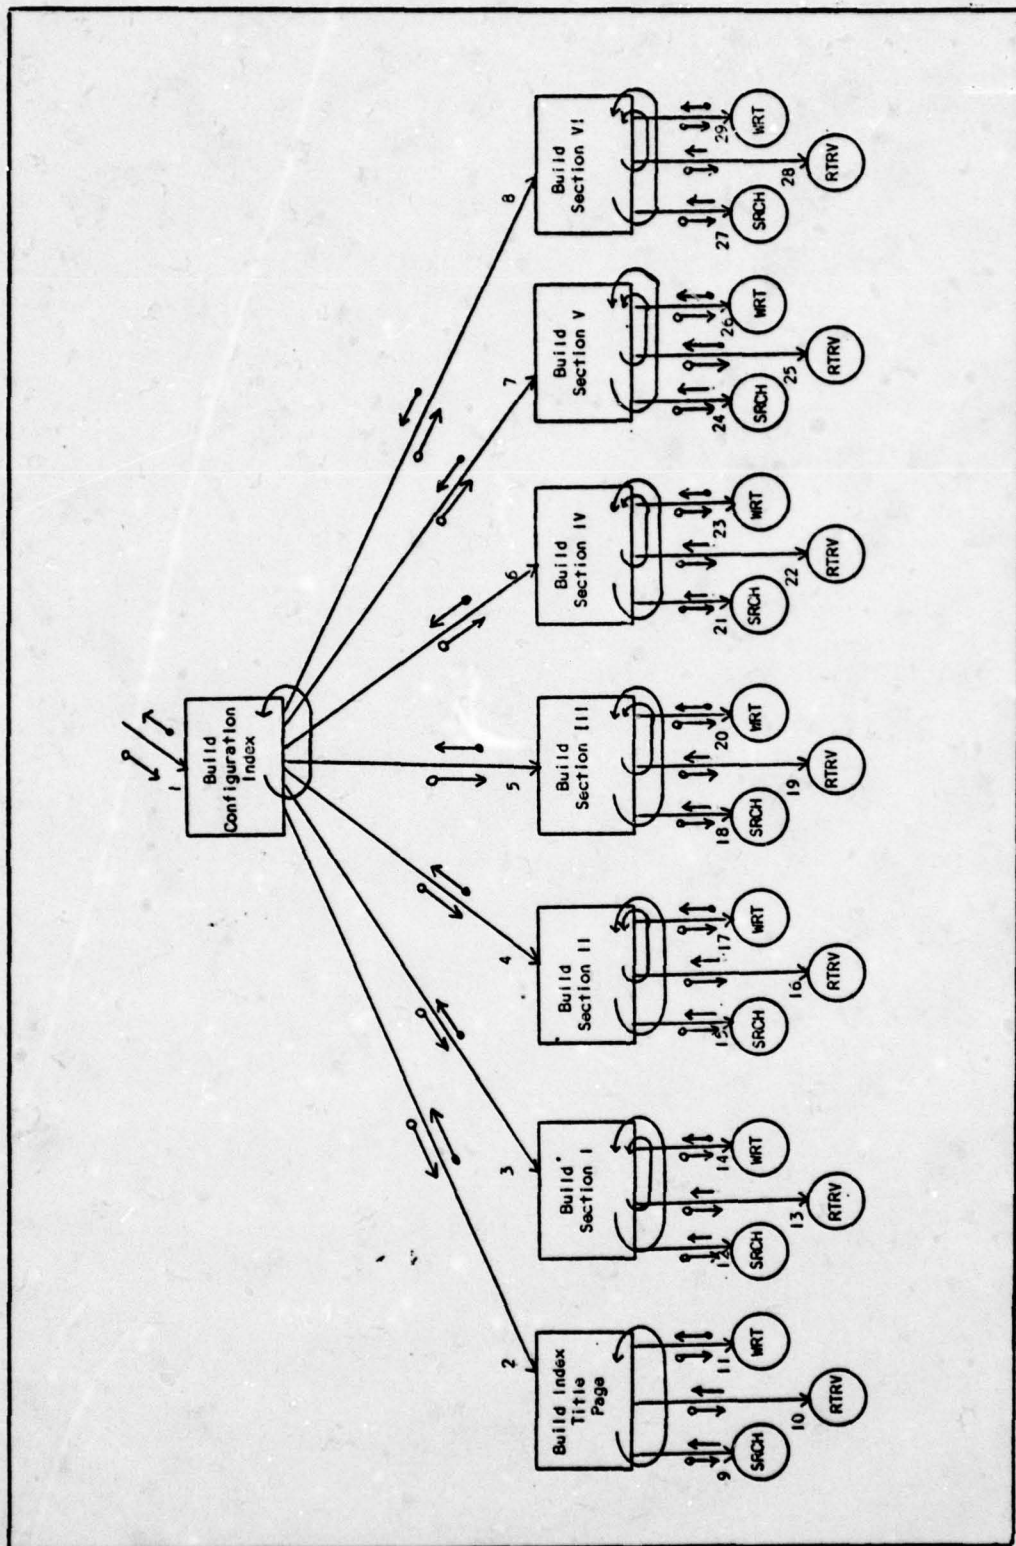 1
Build
Configuration
Index
2
3
4
5
6
7
8
Build Index
Title
Page
Build
Section I
Build
Section II
Build
Section III
Build
Section IV
Build
Section V
Build
Section VI
9
SRCH
10
RTRV
11
WRT
12
SRCH
13
RTRV
14
WRT
15
SRCH
16
RTRV
17
WRT
18
SRCH
19
RTRV
20
WRT
21
SRCH
22
RTRV
23
WRT
24
SRCH
25
RTRV
26
WRT
27
SRCH
28
RTRV
29
WRT